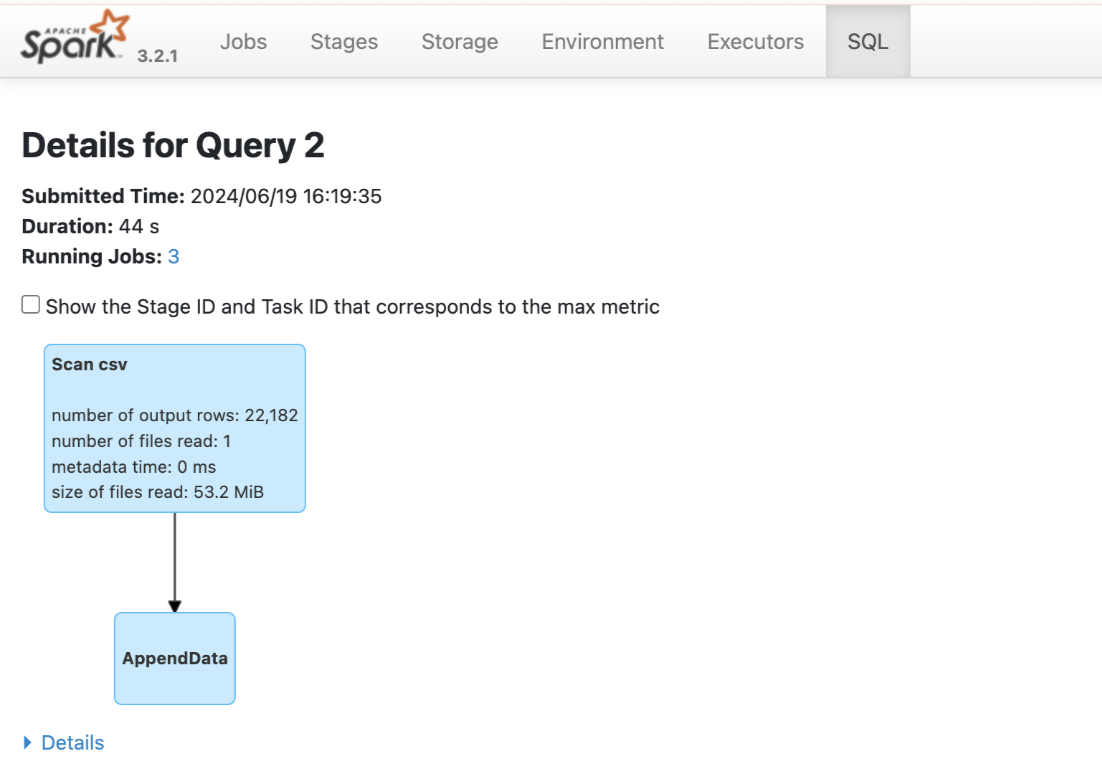 APACHE
Spark 3.2.1 Jobs Stages Storage Environment Executors SQL
Details for Query 2
Submitted Time: 2024/06/19 16:19:35
Duration: 44 s
Running Jobs: 3
Show the Stage ID and Task ID that corresponds to the max metric
Scan csv
number of output rows: 22,182
number of files read: 1
metadata time: 0 ms
size of files read: 53.2 MiB
AppendData
Details